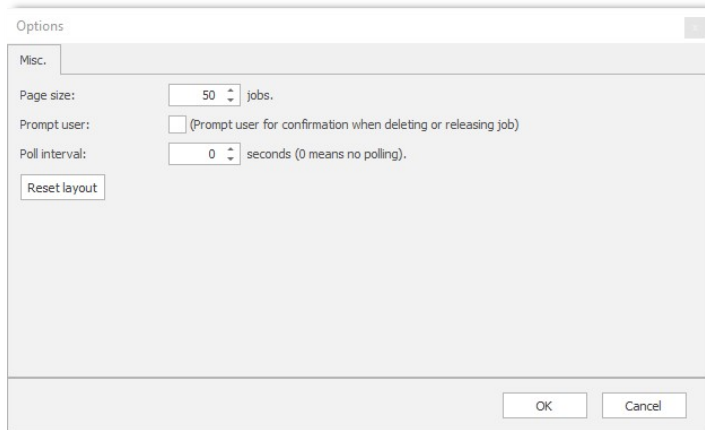 Options
x
Misc.
Page size: 50 jobs.
Prompt user: (Prompt user for confirmation when deleting or releasing job)
Poll interval: 0 seconds (0 means no polling).
Reset layout
OK Cancel